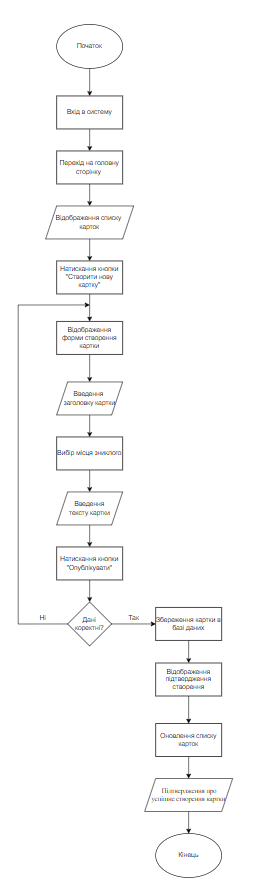 Початок
Вхід в систему
Перехід на головну
сторінку
Відображення списку
карток
Натискання кнопки
"Створити нову
картку"
Відображення
форми створення
картки
Введення
заголовку картки
Вибір місця зниклого
Введення
тексту картки
Натискання кнопки
"Опублікувати"
Дані
коректні?
Ні
Так
Збереження картки в
базі даних
Відображення
підтвердження
створення
Оновлення списку
карток
Підтвердження про
успішне створення картки
Кінець